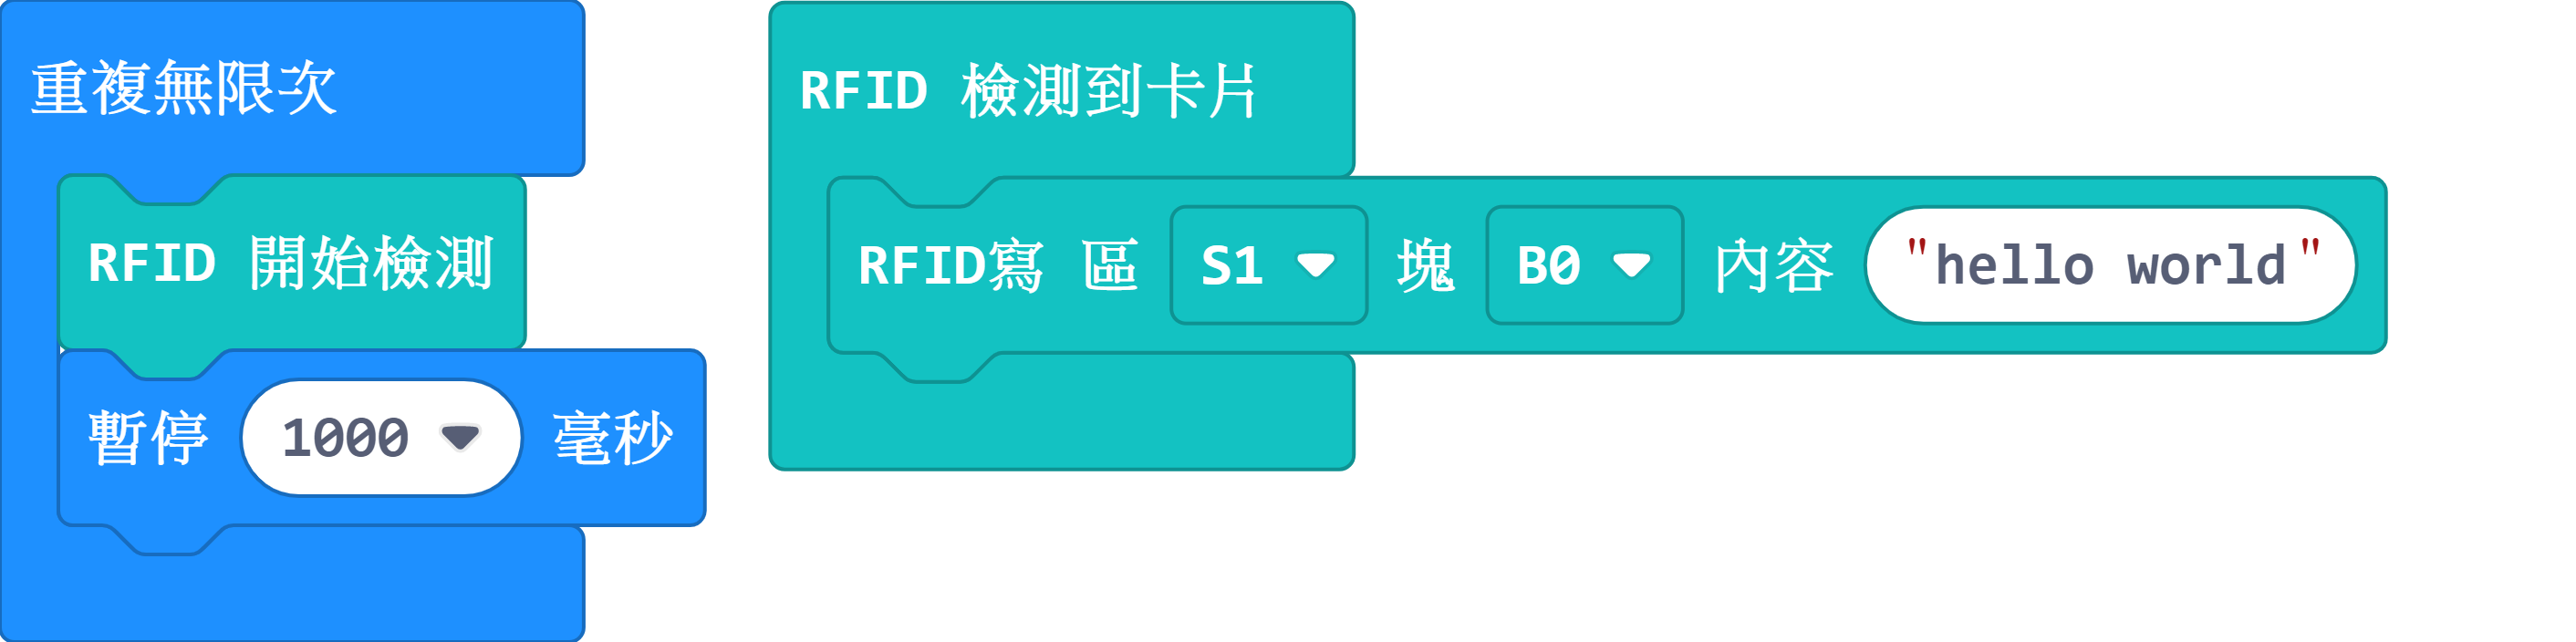 重複無限次
RFID 開始檢測
暫停 1000 毫秒
RFID 檢測到卡片
RFID寫 區 S1 塊 B0 內容 "hello world"